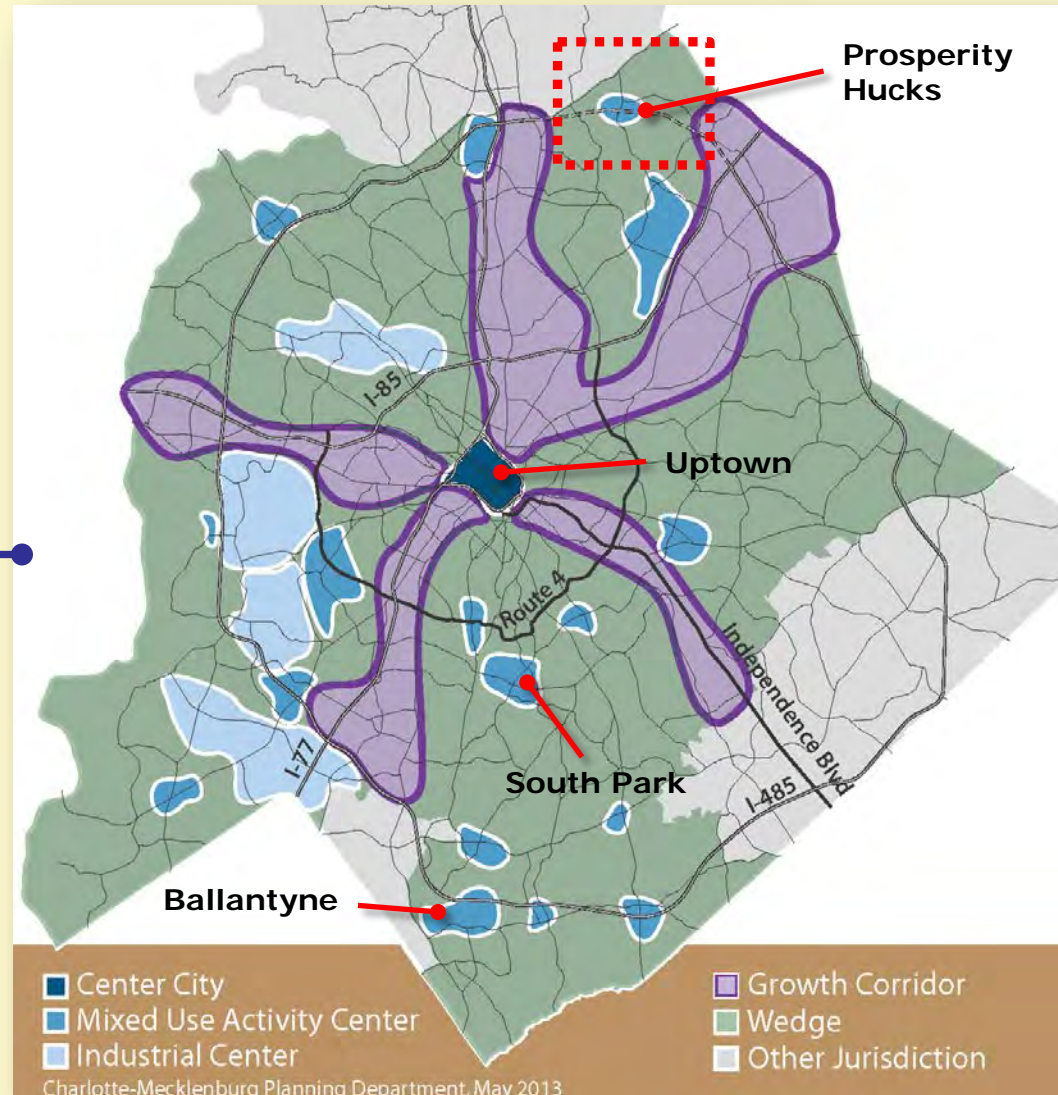 Prosperity
Hucks
I-85
Uptown
Route 4
Independence Blvd
South Park
I-77
I-485
Ballantyne
Center City
Mixed Use Activity Center
Industrial Center
Growth Corridor
Wedge
Other Jurisdiction
Charlotte-Mecklenburg Planning Department, May 2013